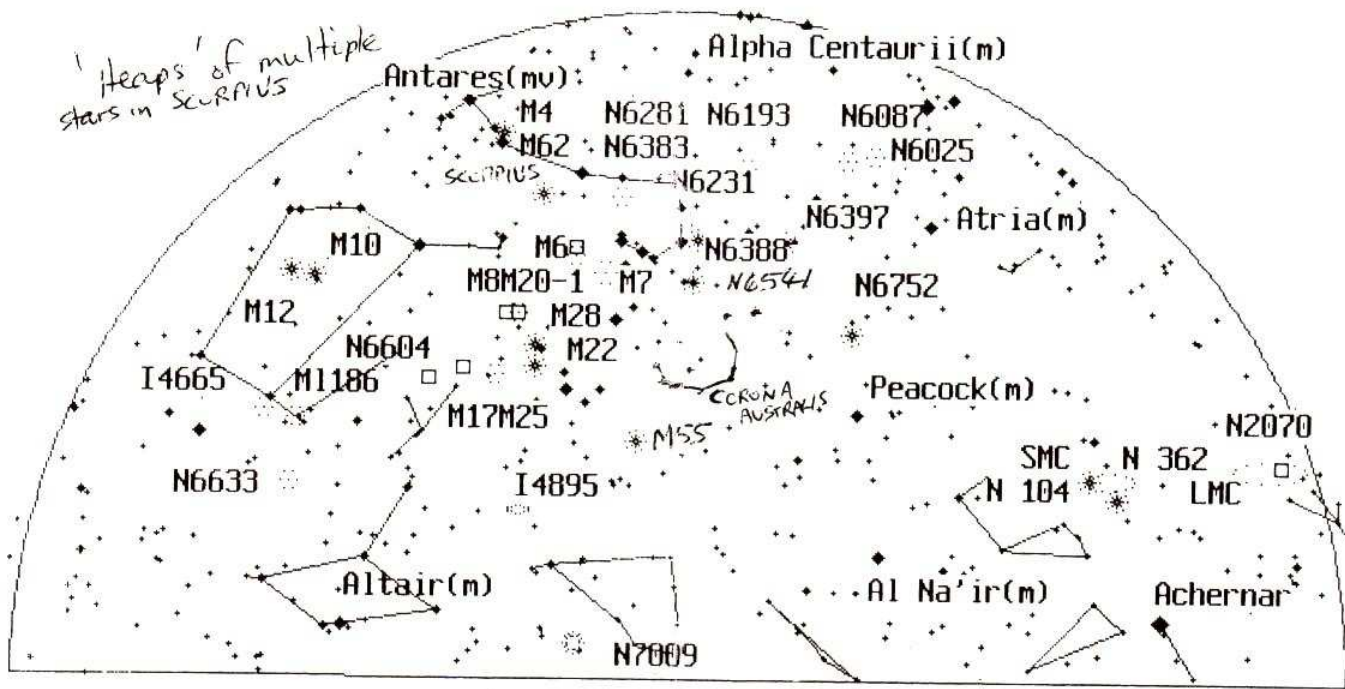 'Heaps' of multiple
stars in SCORPIUS
Alpha Centaurii(m)
Antares(mv)
M4 N6281 N6193 N6087
M62 N6383 N6025
SCORPIUS N6231
N6397 Atria(m)
M10 M6 N6388
M8M20-1 M7 N6541 N6752
M12 M28
N6604 M22
I4665 M1186 Peacock(m)
CORONA
AUSTRALIS
M17M25
M55 N2070
SMC N 362
N6633 I4895 N 104 LMC
Altair(m) Al Na'ir(m) Achernar
N7009